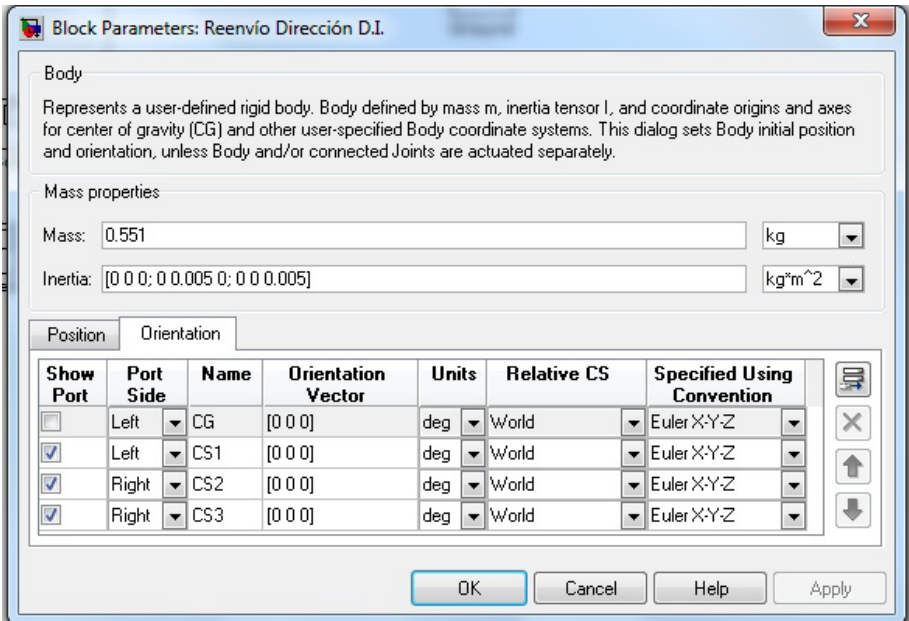 Block Parameters: Reenvío Dirección D.I.
Body
Represents a user-defined rigid body. Body defined by mass m, inertia tensor I, and coordinate origins and axes
for center of gravity (CG) and other user-specified Body coordinate systems. This dialog sets Body initial position
and orientation, unless Body and/or connected Joints are actuated separately.
Mass properties
Mass: 0.551 kg
Inertia: [0 0 0; 0 0.005 0; 0 0 0.005] kg*m^2
Position Orientation
Show Port Name Orientation Units Relative CS Specified Using
Port Side Vector Convention
Left CG [0 0 0] deg World Euler X-Y-Z
Left CS1 [0 0 0] deg World Euler X-Y-Z
Right CS2 [0 0 0] deg World Euler X-Y-Z
Right CS3 [0 0 0] deg World Euler X-Y-Z
OK Cancel Help Apply